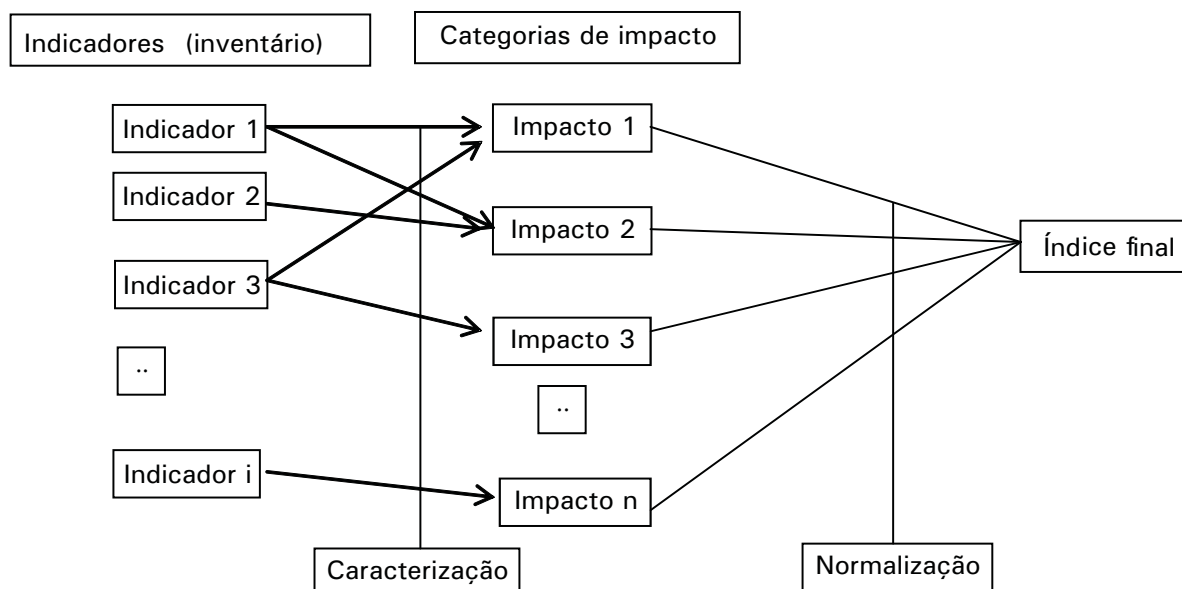 Indicadores (inventário)
Categorias de impacto
Indicador 1
Impacto 1
Indicador 2
Impacto 2
Índice final
Indicador 3
Impacto 3
..
..
Indicador i
Impacto n
Caracterização
Normalização